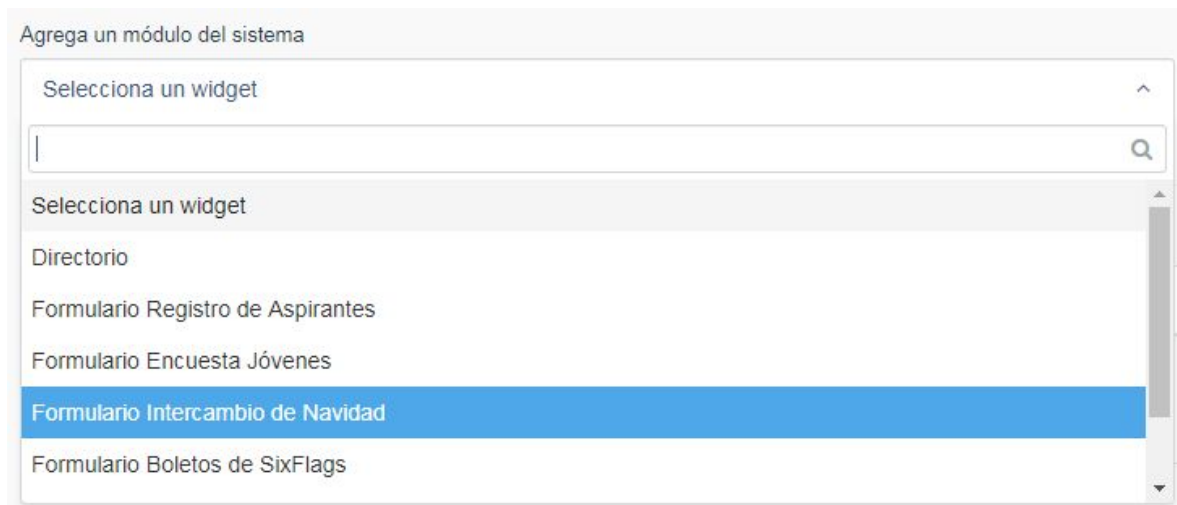 Agrega un módulo del sistema
Selecciona un widget
Selecciona un widget
Directorio
Formulario Registro de Aspirantes
Formulario Encuesta Jóvenes
Formulario Intercambio de Navidad
Formulario Boletos de SixFlags